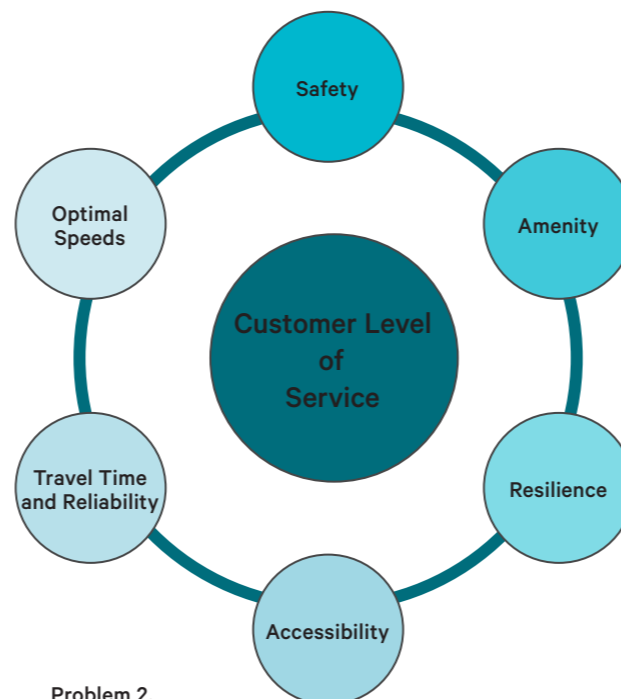 Safety
Optimal
Speeds
Amenity
Customer Level
of
Service
Travel Time
and Reliability
Resilience
Accessibility
Problem 2